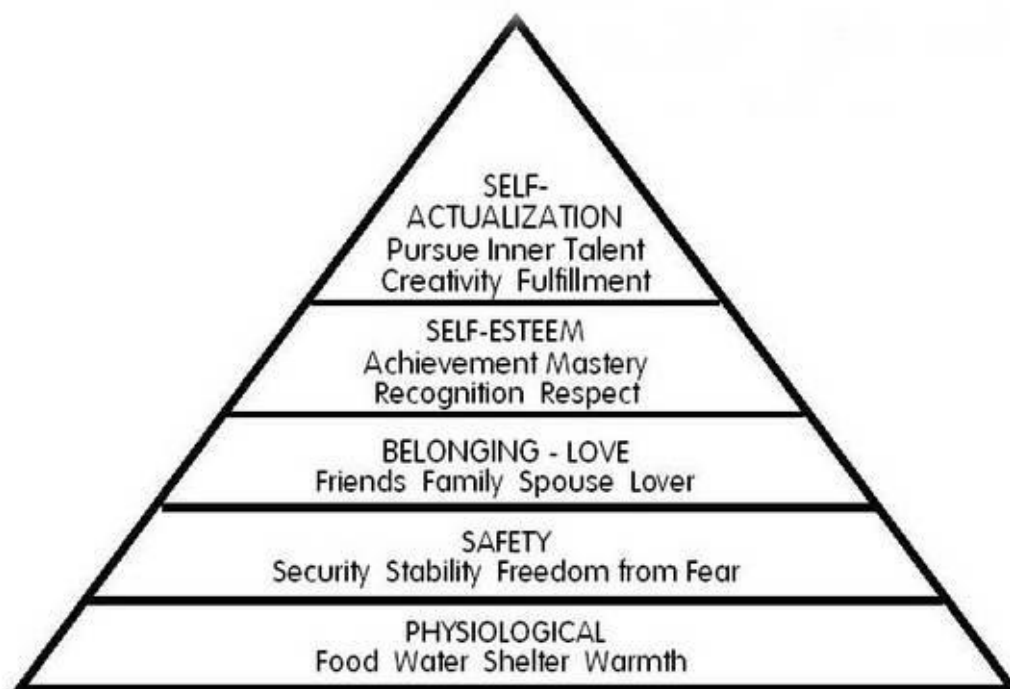 SELF-
ACTUALIZATION
Pursue Inner Talent
Creativity Fulfillment
SELF-ESTEEM
Achievement Mastery
Recognition Respect
BELONGING - LOVE
Friends Family Spouse Lover
SAFETY
Security Stability Freedom from Fear
PHYSIOLOGICAL
Food Water Shelter Warmth